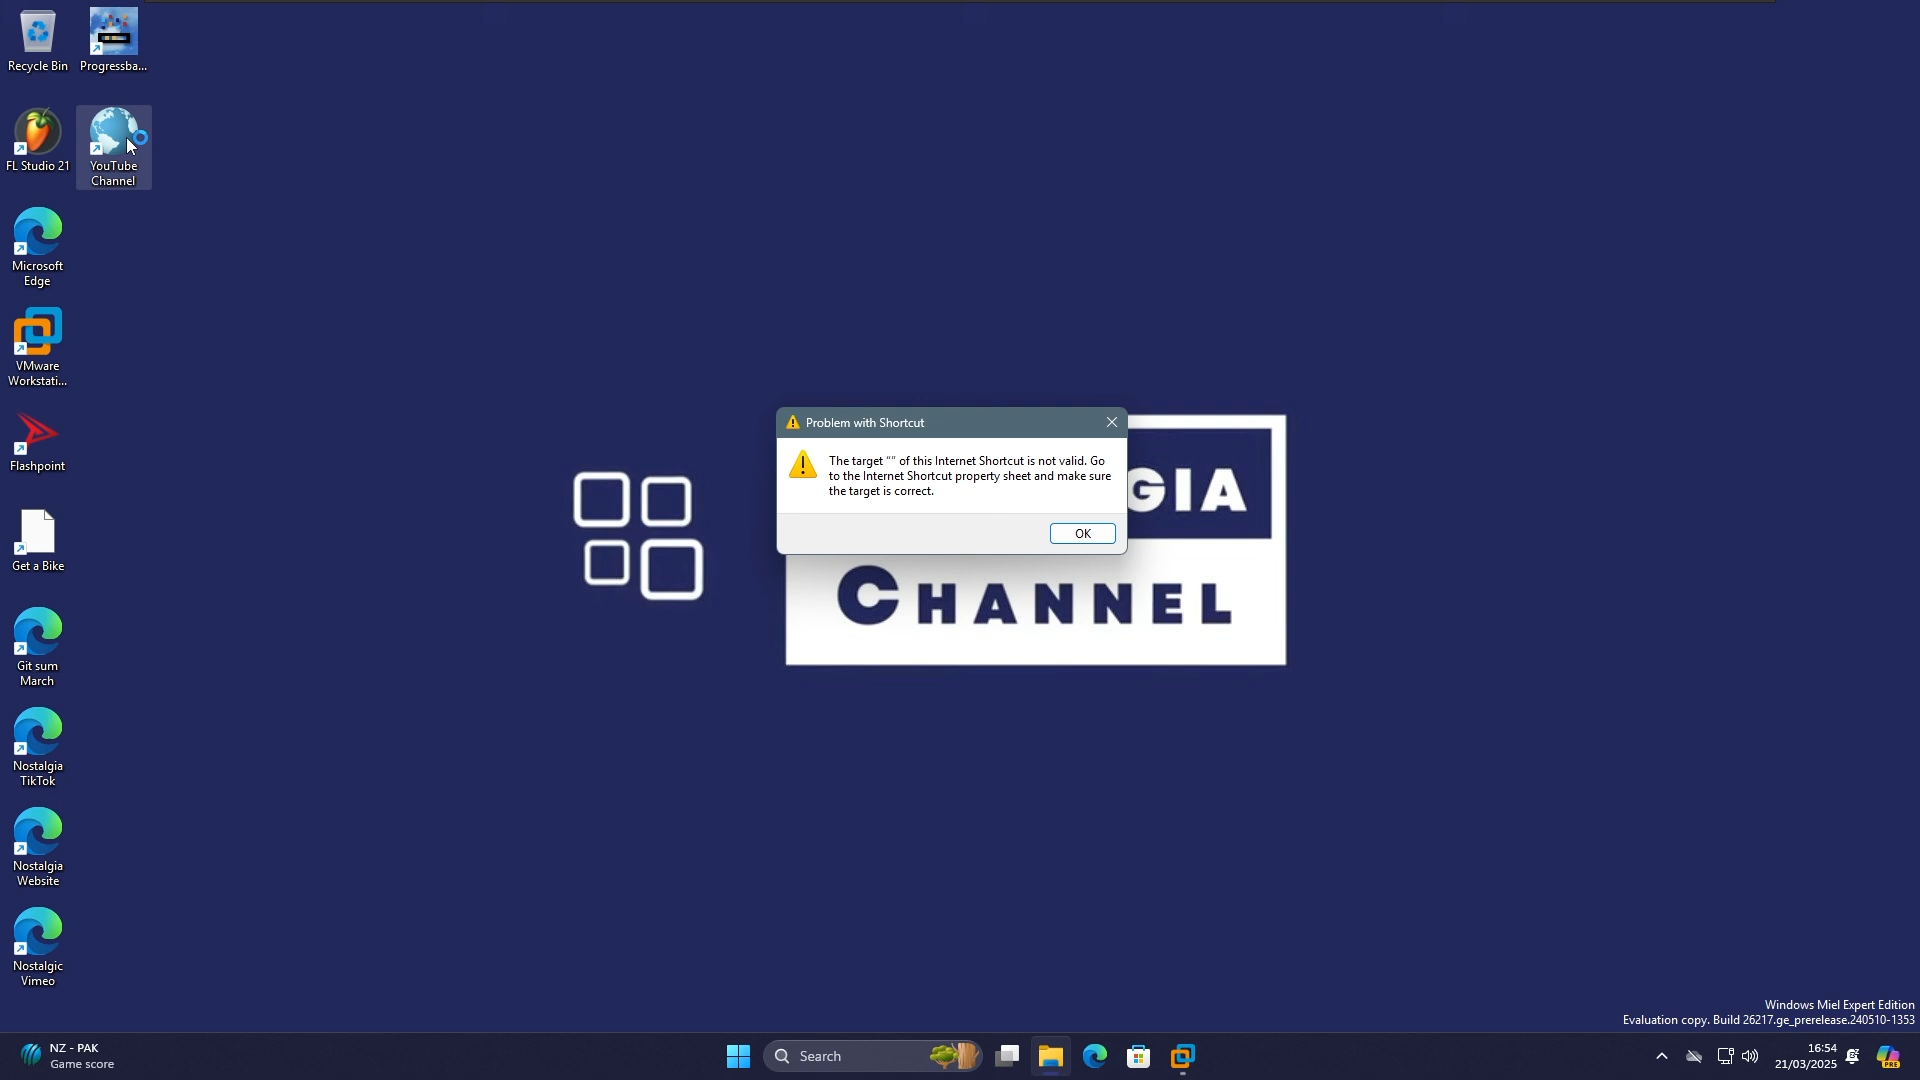 Recycle Bin
Progressba...
FL Studio 21
YouTube
Channel
Microsoft
Edge
VMware
Workstati...
Flashpoint
Get a Bike
Git sum
March
Nostalgia
TikTok
Nostalgia
Website
Nostalgic
Vimeo
Problem with Shortcut
The target “” of this Internet Shortcut is not valid. Go
to the Internet Shortcut property sheet and make sure
the target is correct.
OK
GIA
CHANNEL
Windows Miel Expert Edition
Evaluation copy. Build 26217.ge_prerelease.240510-1353
NZ - PAK
Game score
Search
16:54
21/03/2025
PRE